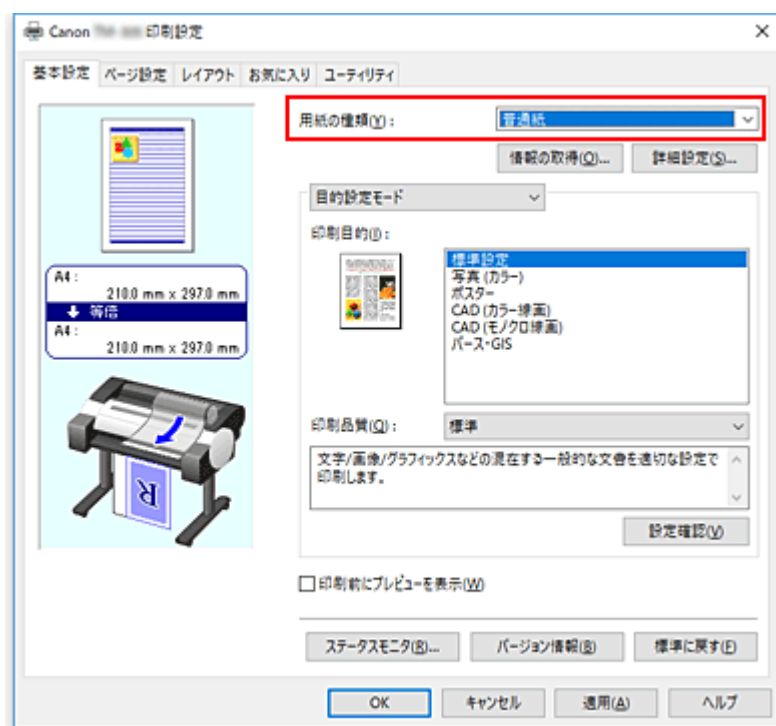 Canon 印刷設定
基本設定 ページ設定 レイアウト お気に入り ユーティリティ
用紙の種類(Y): 普通紙
情報の取得(O)... 詳細設定(S)...
目的設定モード
印刷目的(I):
標準設定
写真 (カラー)
ポスター
CAD (カラー線画)
CAD (モノクロ線画)
パース・GIS
A4 :
210.0 mm x 297.0 mm
等倍
A4 :
210.0 mm x 297.0 mm
R
印刷品質(Q): 標準
文字/画像/グラフィックスなどの混在する一般的な文書を適切な設定で
印刷します。
設定確認(V)
印刷前にプレビューを表示(W)
ステータスモニタ(R)... バージョン情報(B) 標準に戻す(F)
OK キャンセル 適用(A) ヘルプ